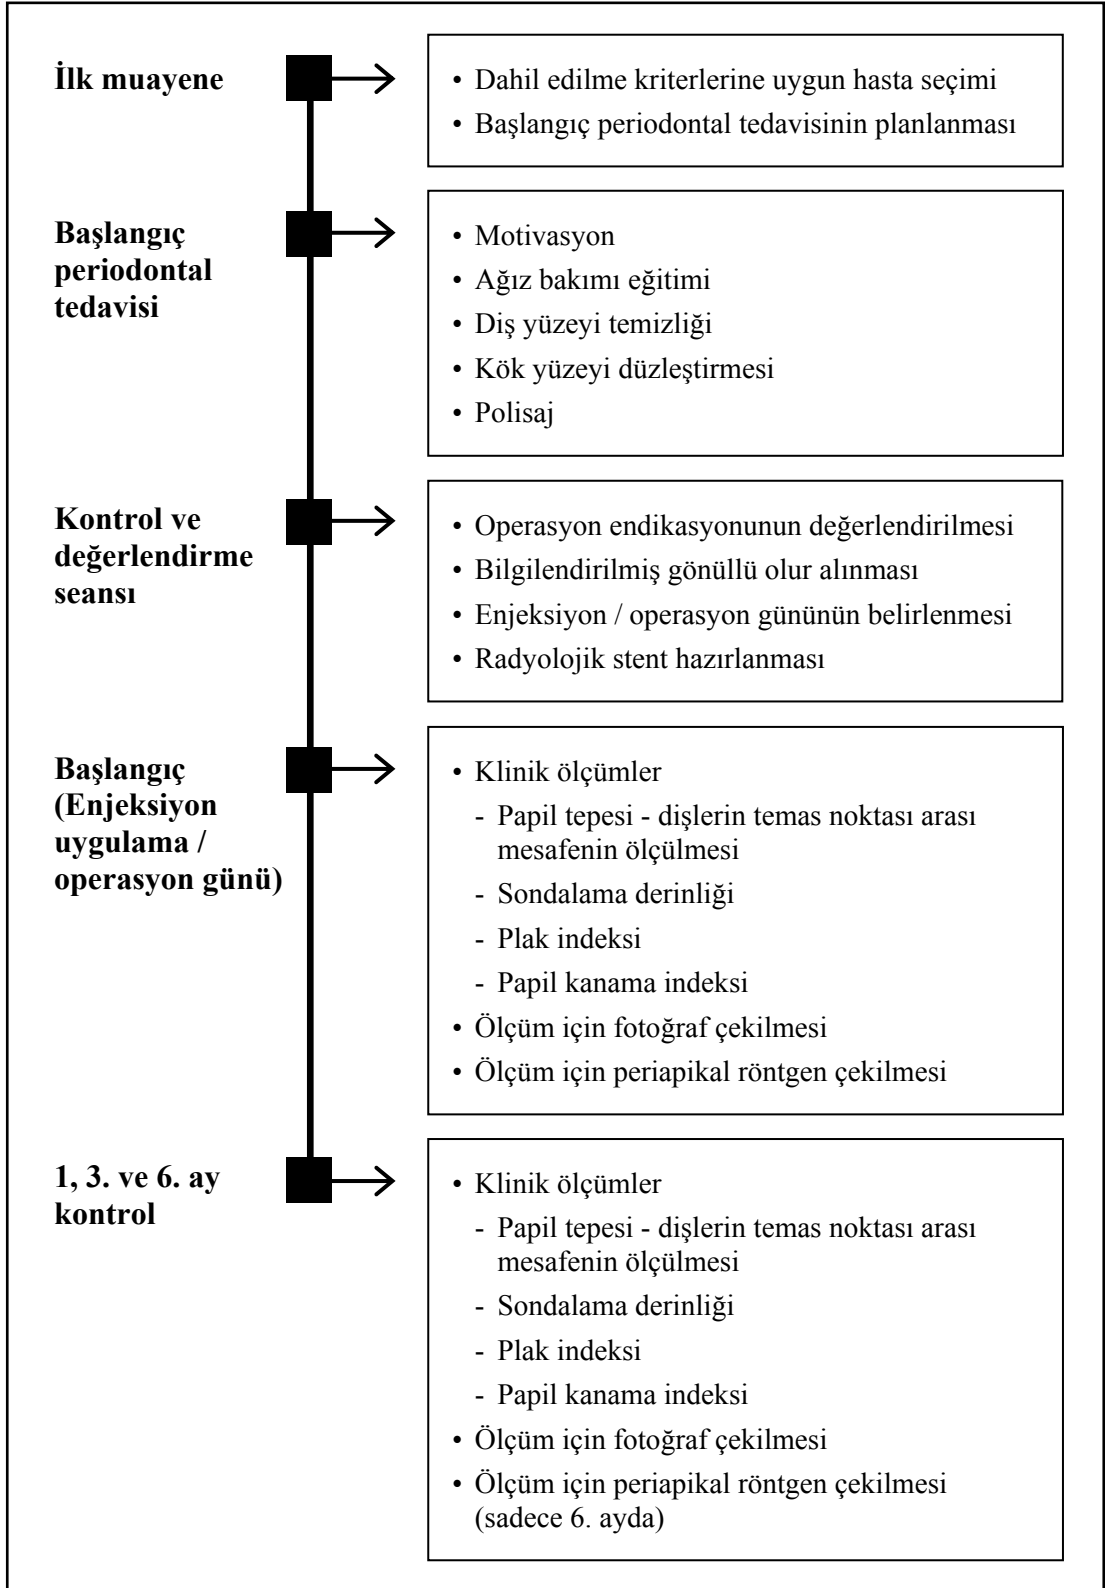 İlk muayene
• Dahil edilme kriterlerine uygun hasta seçimi
• Başlangıç periodontal tedavisinin planlanması
Başlangıç
periodontal
tedavisi
• Motivasyon
• Ağız bakımı eğitimi
• Diş yüzeyi temizliği
• Kök yüzeyi düzleştirmesi
• Polisaj
Kontrol ve
değerlendirme
seansı
• Operasyon endikasyonunun değerlendirilmesi
• Bilgilendirilmiş gönüllü olur alınması
• Enjeksiyon / operasyon gününün belirlenmesi
• Radyolojik stent hazırlanması
Başlangıç
(Enjeksiyon
uygulama /
operasyon günü)
• Klinik ölçümler
- Papil tepesi - dişlerin temas noktası arası
mesafenin ölçülmesi
- Sondalama derinliği
- Plak indeksi
- Papil kanama indeksi
• Ölçüm için fotoğraf çekilmesi
• Ölçüm için periapikal röntgen çekilmesi
1, 3. ve 6. ay
kontrol
• Klinik ölçümler
- Papil tepesi - dişlerin temas noktası arası
mesafenin ölçülmesi
- Sondalama derinliği
- Plak indeksi
- Papil kanama indeksi
• Ölçüm için fotoğraf çekilmesi
• Ölçüm için periapikal röntgen çekilmesi
(sadece 6. ayda)